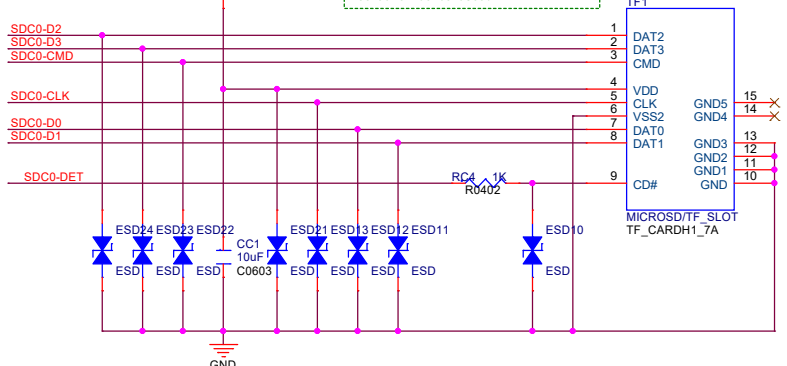 TF1
SDC0-D2
SDC0-D3
SDC0-CMD
SDC0-CLK
SDC0-D0
SDC0-D1
SDC0-DET
RC4 1K
R0402
1 DAT2
2 DAT3
3 CMD
4 VDD
5 CLK GND5 15
6 VSS2 GND4 14
7 DAT0
8 DAT1 GND3 13
GND2 12
GND1 11
9 CD# GND 10
MICROSD/TF_SLOT
TF_CARDH1_7A
ESD24 ESD23 ESD22 ESD21 ESD13 ESD12 ESD11 ESD10
CC1
10uF
C0603
ESD ESD ESD ESD ESD ESD ESD ESD
GND